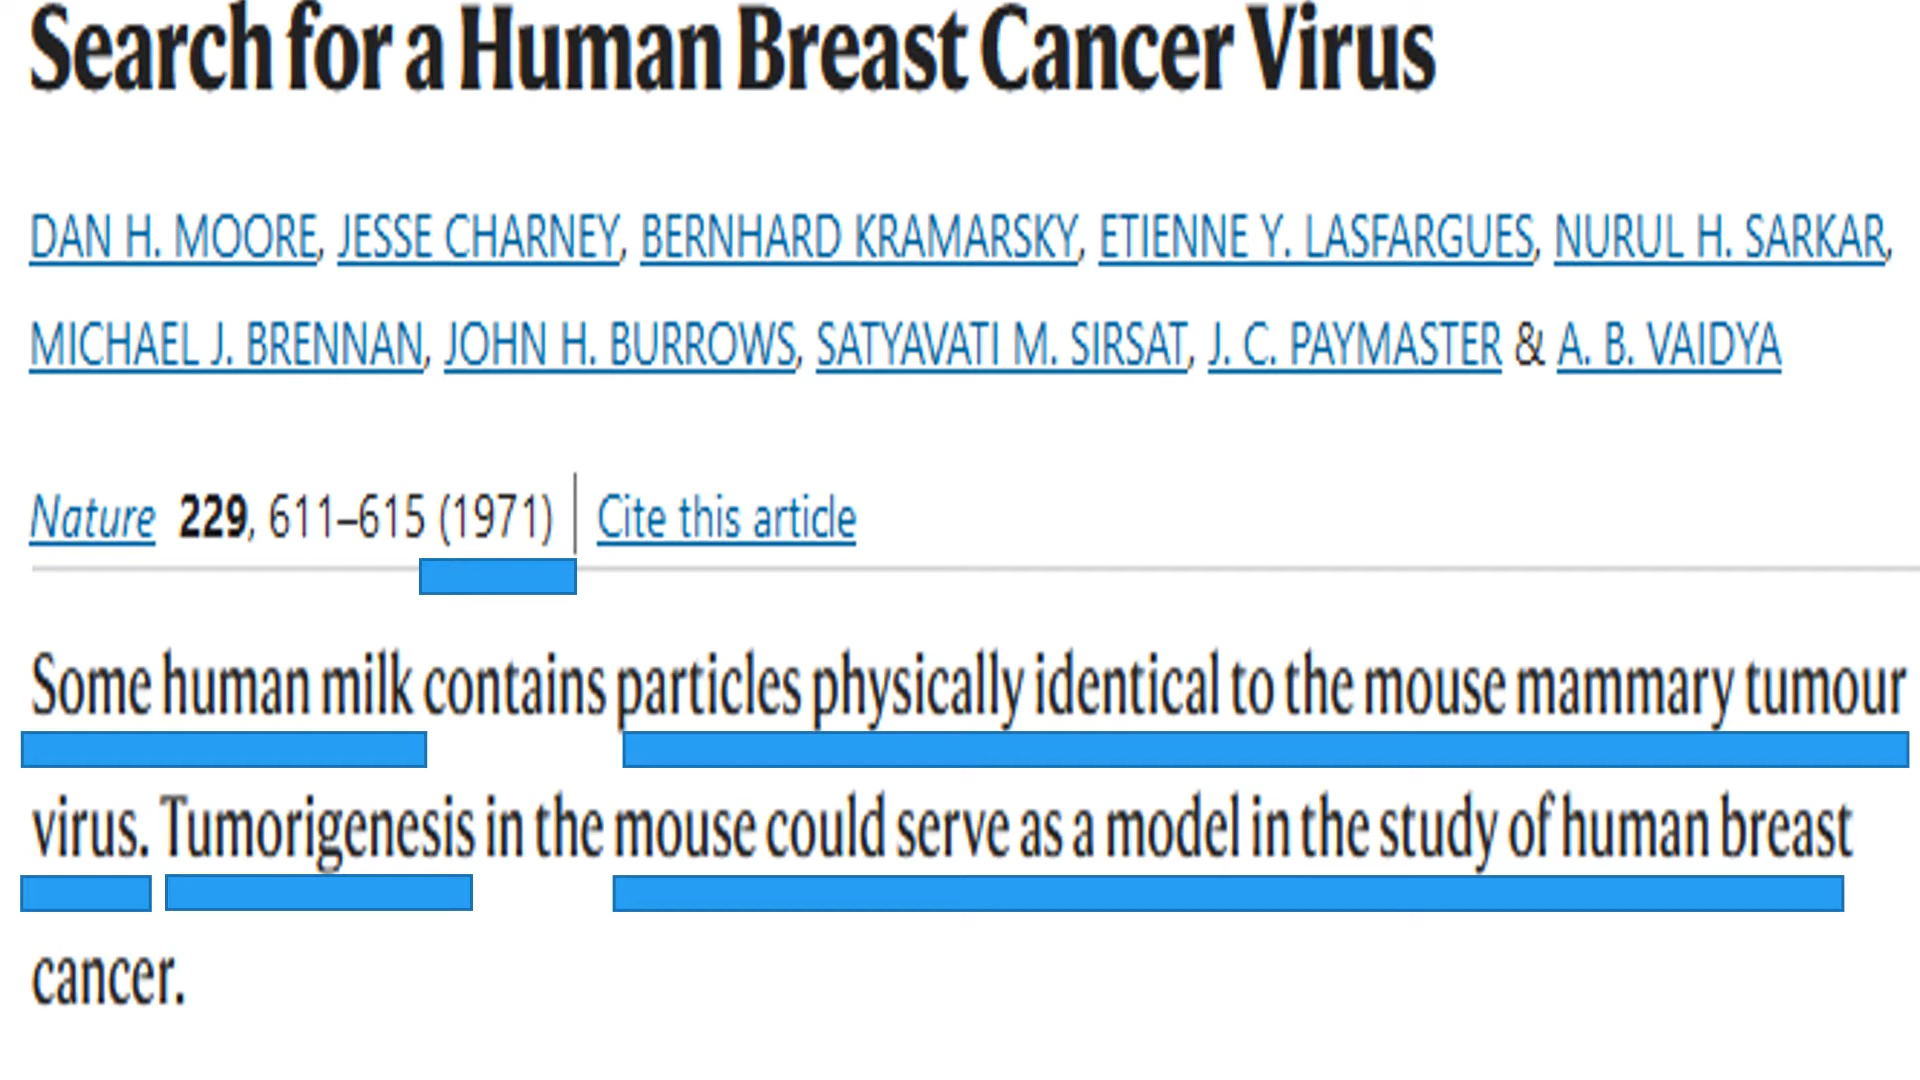 Search for a Human Breast Cancer Virus
DAN H. MOORE, JESSE CHARNEY, BERNHARD KRAMARSKY, ETIENNE Y. LASFARGUES, NURUL H. SARKAR,
MICHAEL J. BRENNAN, JOHN H. BURROWS, SATYAVATI M. SIRSAT, J. C. PAYMASTER & A. B. VAIDYA
Nature 229, 611–615 (1971) | Cite this article
Some human milk contains particles physically identical to the mouse mammary tumour
virus. Tumorigenesis in the mouse could serve as a model in the study of human breast
cancer.